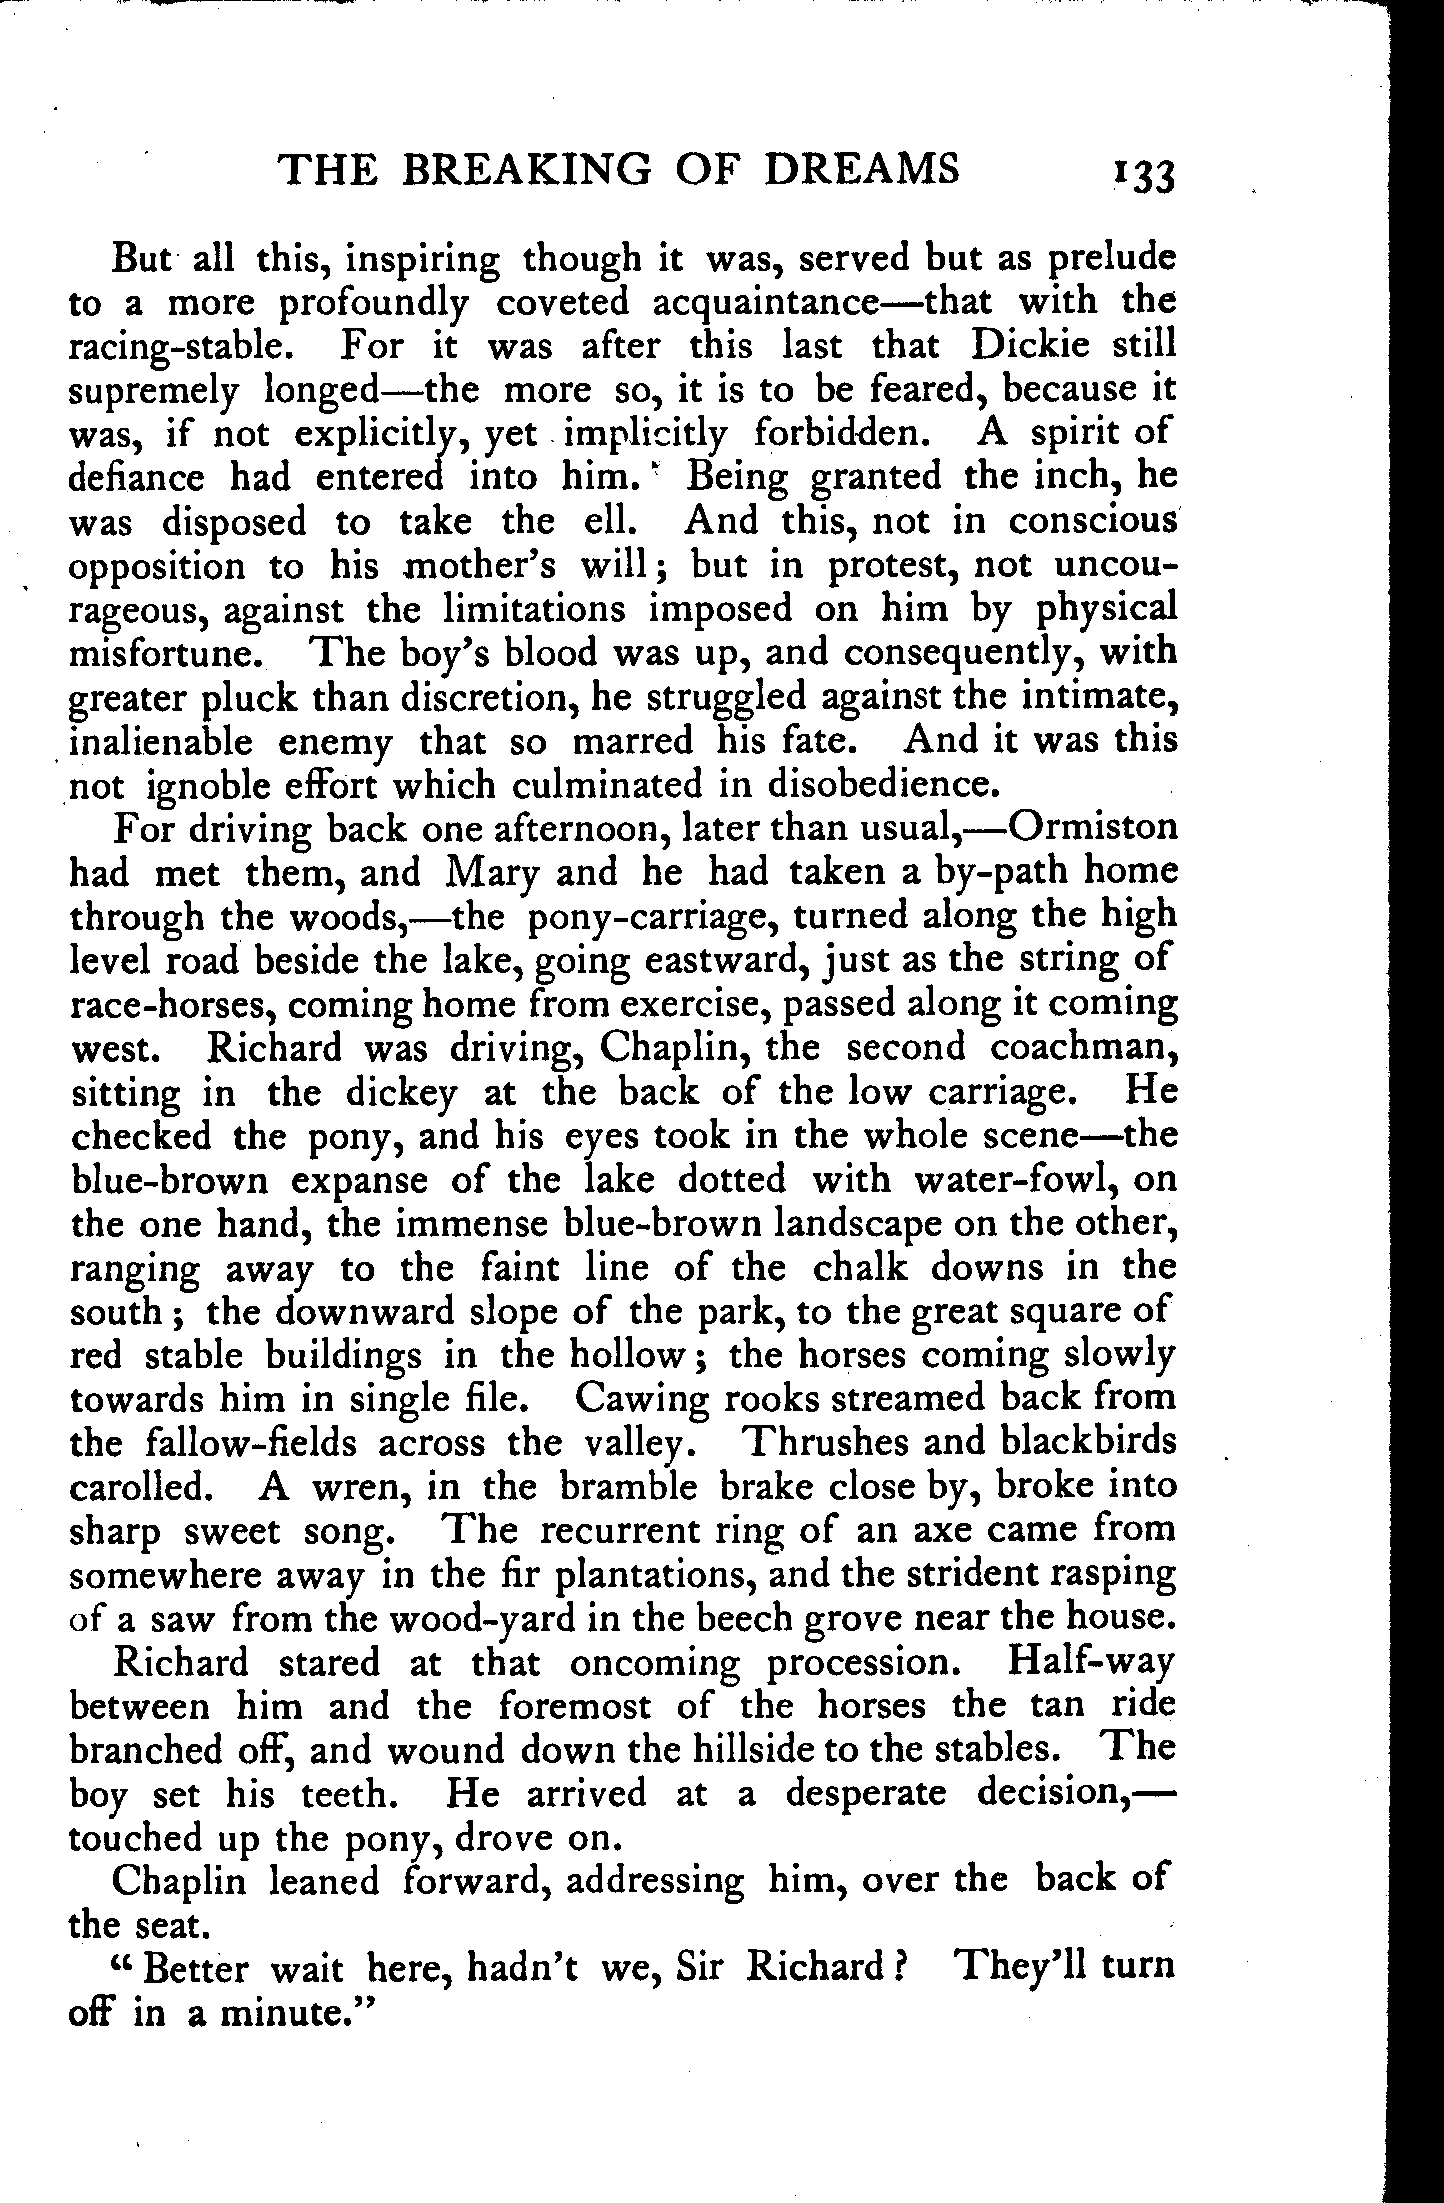 THE BREAKING OF DREAMS 133
But all this, inspiring though it was, served but as prelude
to a more profoundly coveted acquaintance—that with the
racing-stable. For it was after this last that Dickie still
supremely longed—the more so, it is to be feared, because it
was, if not explicitly, yet implicitly forbidden. A spirit of
defiance had entered into him. Being granted the inch, he
was disposed to take the ell. And this, not in conscious
opposition to his mother's will; but in protest, not uncou-
rageous, against the limitations imposed on him by physical
misfortune. The boy's blood was up, and consequently, with
greater pluck than discretion, he struggled against the intimate,
inalienable enemy that so marred his fate. And it was this
not ignoble effort which culminated in disobedience.
For driving back one afternoon, later than usual,—Ormiston
had met them, and Mary and he had taken a by-path home
through the woods,—the pony-carriage, turned along the high
level road beside the lake, going eastward, just as the string of
race-horses, coming home from exercise, passed along it coming
west. Richard was driving, Chaplin, the second coachman,
sitting in the dickey at the back of the low carriage. He
checked the pony, and his eyes took in the whole scene—the
blue-brown expanse of the lake dotted with water-fowl, on
the one hand, the immense blue-brown landscape on the other,
ranging away to the faint line of the chalk downs in the
south; the downward slope of the park, to the great square of
red stable buildings in the hollow; the horses coming slowly
towards him in single file. Cawing rooks streamed back from
the fallow-fields across the valley. Thrushes and blackbirds
carolled. A wren, in the bramble brake close by, broke into
sharp sweet song. The recurrent ring of an axe came from
somewhere away in the fir plantations, and the strident rasping
of a saw from the wood-yard in the beech grove near the house.
Richard stared at that oncoming procession. Half-way
between him and the foremost of the horses the tan ride
branched off, and wound down the hillside to the stables. The
boy set his teeth. He arrived at a desperate decision,—
touched up the pony, drove on.
Chaplin leaned forward, addressing him, over the back of
the seat.
"Better wait here, hadn't we, Sir Richard? They'll turn
off in a minute."